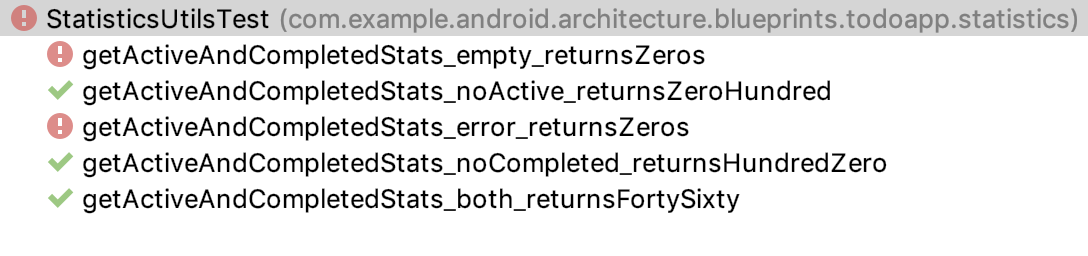 StatisticsUtilsTest (com.example.android.architecture.blueprints.todoapp.statistics)
getActiveAndCompletedStats_empty_returnsZeros
getActiveAndCompletedStats_noActive_returnsZeroHundred
getActiveAndCompletedStats_error_returnsZeros
getActiveAndCompletedStats_noCompleted_returnsHundredZero
getActiveAndCompletedStats_both_returnsFortySixty